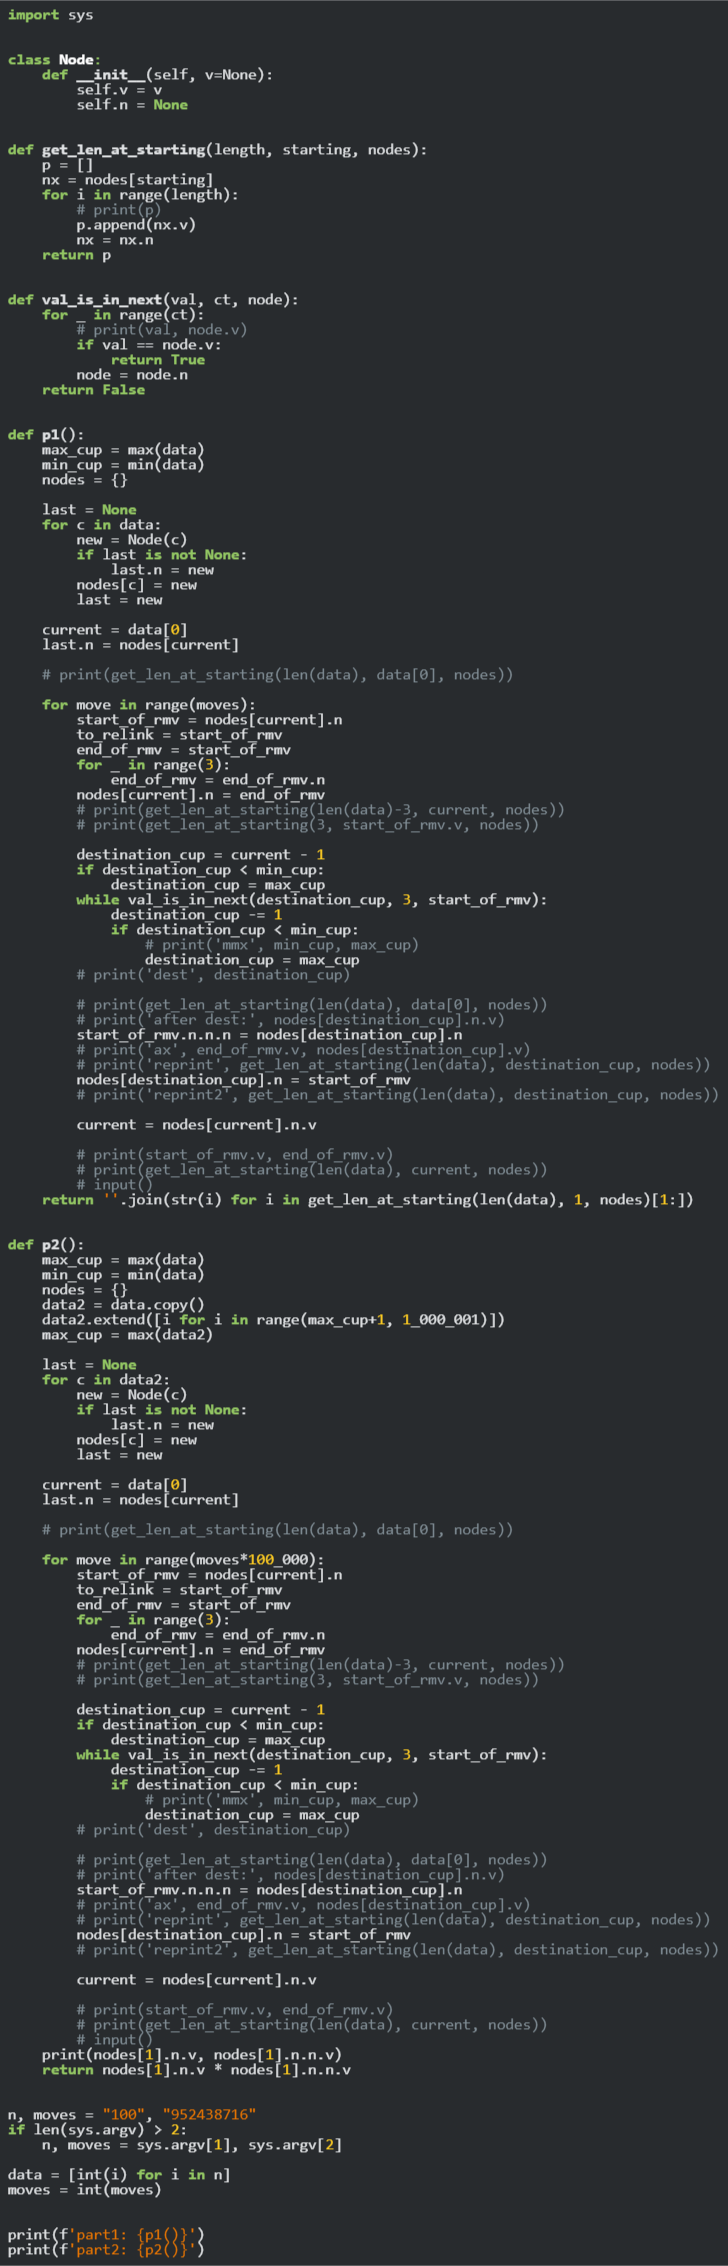 import sys


class Node:
    def __init__(self, v=None):
        self.v = v
        self.n = None


def get_len_at_starting(length, starting, nodes):
    p = []
    nx = nodes[starting]
    for i in range(length):
        # print(p)
        p.append(nx.v)
        nx = nx.n
    return p


def val_is_in_next(val, ct, node):
    for _ in range(ct):
        # print(val, node.v)
        if val == node.v:
            return True
        node = node.n
    return False


def p1():
    max_cup = max(data)
    min_cup = min(data)
    nodes = {}

    last = None
    for c in data:
        new = Node(c)
        if last is not None:
            last.n = new
        nodes[c] = new
        last = new

    current = data[0]
    last.n = nodes[current]

    # print(get_len_at_starting(len(data), data[0], nodes))

    for move in range(moves):
        start_of_rmv = nodes[current].n
        to_relink = start_of_rmv
        end_of_rmv = start_of_rmv
        for _ in range(3):
            end_of_rmv = end_of_rmv.n
        nodes[current].n = end_of_rmv
        # print(get_len_at_starting(len(data)-3, current, nodes))
        # print(get_len_at_starting(3, start_of_rmv.v, nodes))

        destination_cup = current - 1
        if destination_cup < min_cup:
            destination_cup = max_cup
        while val_is_in_next(destination_cup, 3, start_of_rmv):
            destination_cup -= 1
            if destination_cup < min_cup:
                # print('mmx', min_cup, max_cup)
                destination_cup = max_cup
        # print('dest', destination_cup)

        # print(get_len_at_starting(len(data), data[0], nodes))
        # print('after dest:', nodes[destination_cup].n.v)
        start_of_rmv.n.n.n = nodes[destination_cup].n
        # print('ax', end_of_rmv.v, nodes[destination_cup].v)
        # print('reprint', get_len_at_starting(len(data), destination_cup, nodes))
        nodes[destination_cup].n = start_of_rmv
        # print('reprint2', get_len_at_starting(len(data), destination_cup, nodes))

        current = nodes[current].n.v

        # print(start_of_rmv.v, end_of_rmv.v)
        # print(get_len_at_starting(len(data), current, nodes))
        # input()
    return ''.join(str(i) for i in get_len_at_starting(len(data), 1, nodes)[1:])


def p2():
    max_cup = max(data)
    min_cup = min(data)
    nodes = {}
    data2 = data.copy()
    data2.extend([i for i in range(max_cup+1, 1_000_001)])
    max_cup = max(data2)

    last = None
    for c in data2:
        new = Node(c)
        if last is not None:
            last.n = new
        nodes[c] = new
        last = new

    current = data[0]
    last.n = nodes[current]

    # print(get_len_at_starting(len(data), data[0], nodes))

    for move in range(moves*100_000):
        start_of_rmv = nodes[current].n
        to_relink = start_of_rmv
        end_of_rmv = start_of_rmv
        for _ in range(3):
            end_of_rmv = end_of_rmv.n
        nodes[current].n = end_of_rmv
        # print(get_len_at_starting(len(data)-3, current, nodes))
        # print(get_len_at_starting(3, start_of_rmv.v, nodes))

        destination_cup = current - 1
        if destination_cup < min_cup:
            destination_cup = max_cup
        while val_is_in_next(destination_cup, 3, start_of_rmv):
            destination_cup -= 1
            if destination_cup < min_cup:
                # print('mmx', min_cup, max_cup)
                destination_cup = max_cup
        # print('dest', destination_cup)

        # print(get_len_at_starting(len(data), data[0], nodes))
        # print('after dest:', nodes[destination_cup].n.v)
        start_of_rmv.n.n.n = nodes[destination_cup].n
        # print('ax', end_of_rmv.v, nodes[destination_cup].v)
        # print('reprint', get_len_at_starting(len(data), destination_cup, nodes))
        nodes[destination_cup].n = start_of_rmv
        # print('reprint2', get_len_at_starting(len(data), destination_cup, nodes))

        current = nodes[current].n.v

        # print(start_of_rmv.v, end_of_rmv.v)
        # print(get_len_at_starting(len(data), current, nodes))
        # input()
    print(nodes[1].n.v, nodes[1].n.n.v)
    return nodes[1].n.v * nodes[1].n.n.v


n, moves = "100", "952438716"
if len(sys.argv) > 2:
    n, moves = sys.argv[1], sys.argv[2]

data = [int(i) for i in n]
moves = int(moves)


print(f'part1: {p1()}')
print(f'part2: {p2()}')